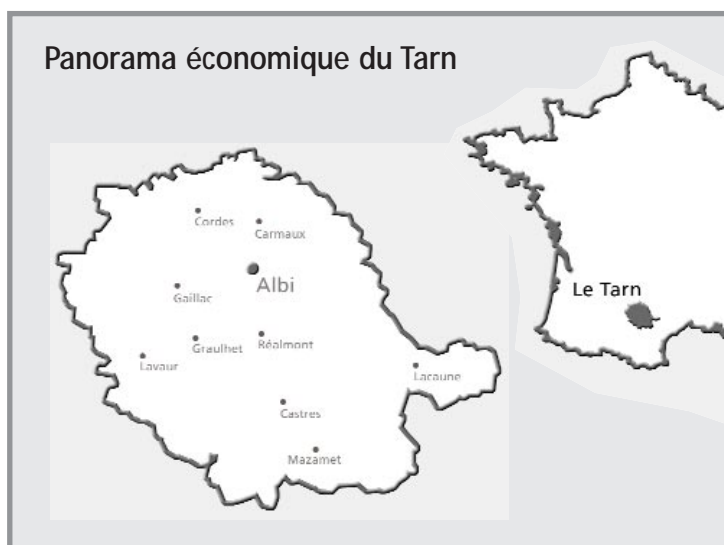 Panorama économique du Tarn
Cordes
Carmaux
Albi
Gaillac
Le Tarn
Graulhet
Réalmont
Lavaur
Lacaune
Castres
Mazamet